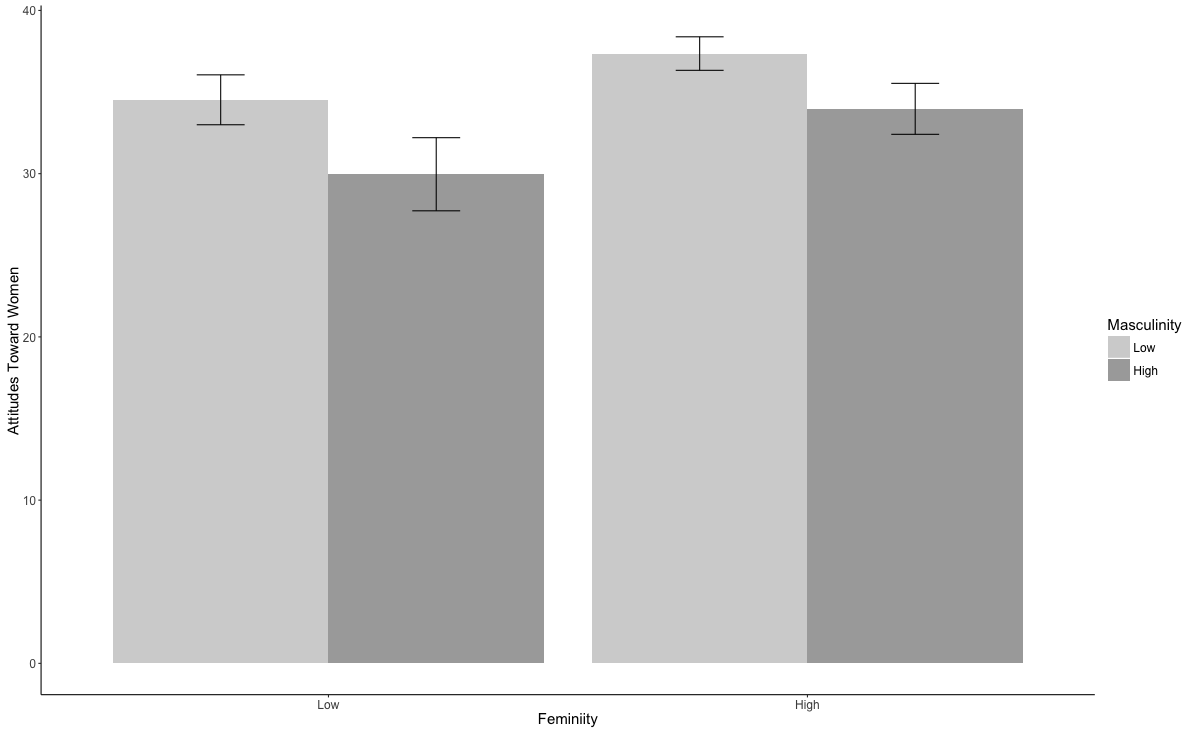 40
30
20
10
0
Attitudes Toward Women
Low
High
Feminiity
Masculinity
Low
High